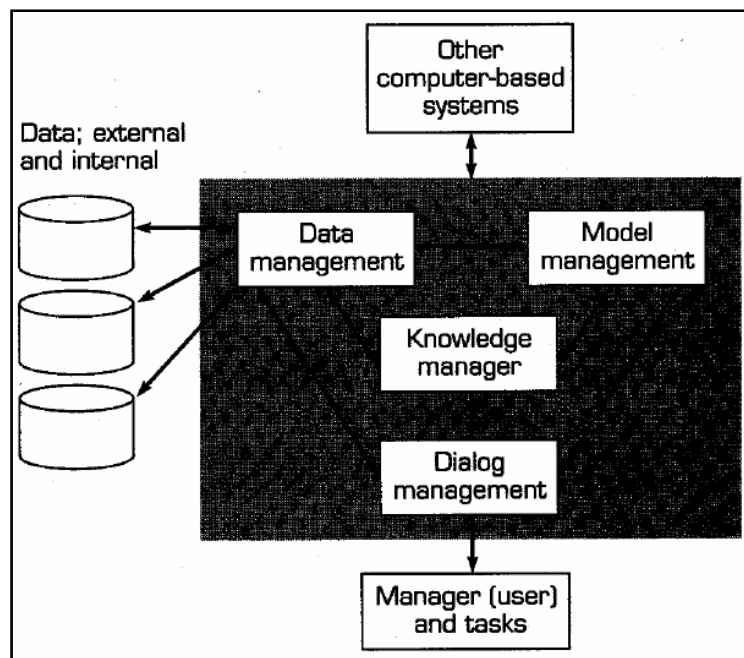 Other
computer-based
systems
Data; external
and internal
Data
management
Model
management
Knowledge
manager
Dialog
management
Manager (user)
and tasks